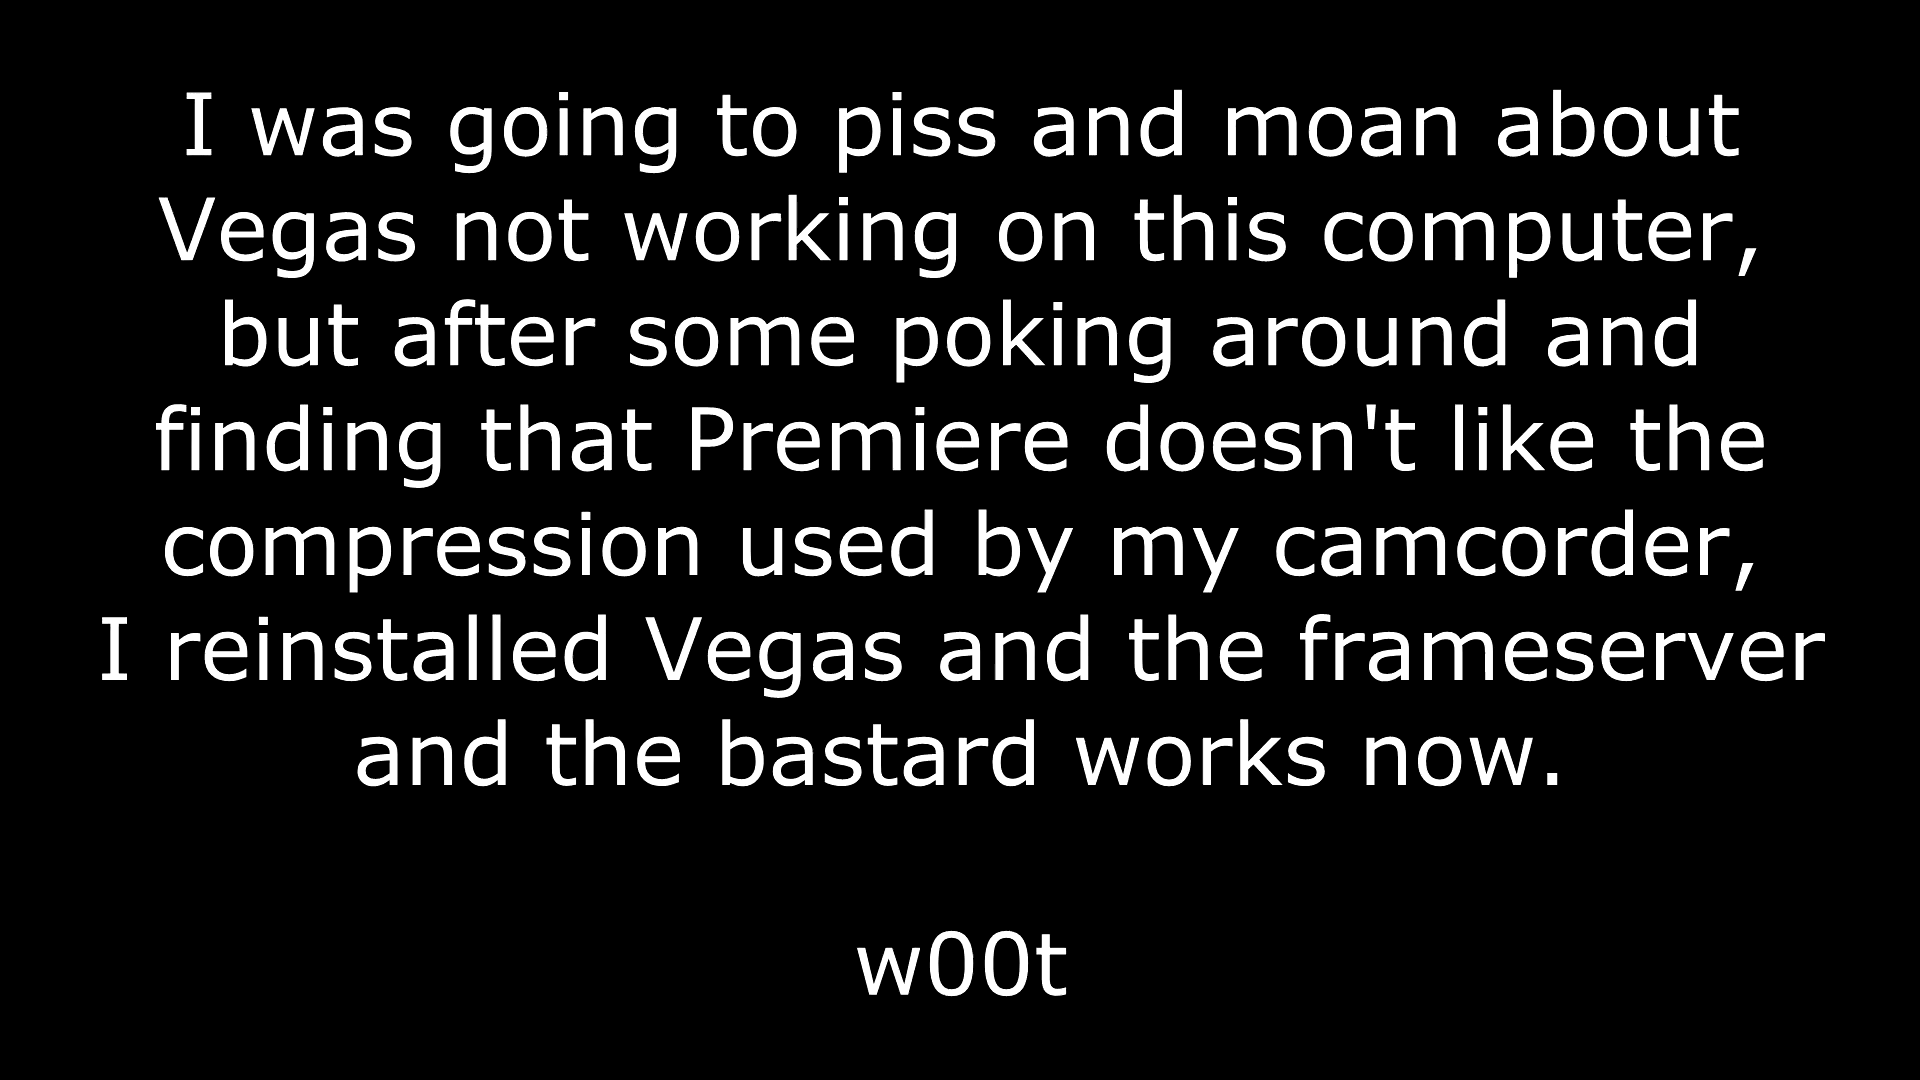 I was going to piss and moan about
Vegas not working on this computer,
but after some poking around and
finding that Premiere doesn't like the
compression used by my camcorder,
I reinstalled Vegas and the frameserver
and the bastard works now.
w00t